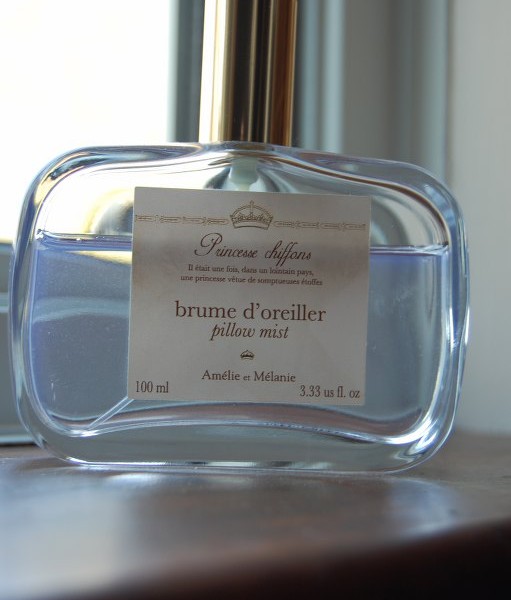 Princesse chiffons
Il était une fois, dans un lointain pays,
une princesse vêtue de somptueuses étoffes
brume d'oreiller
pillow mist
Amélie et Mélanie
100 ml
3.33 us fl. oz